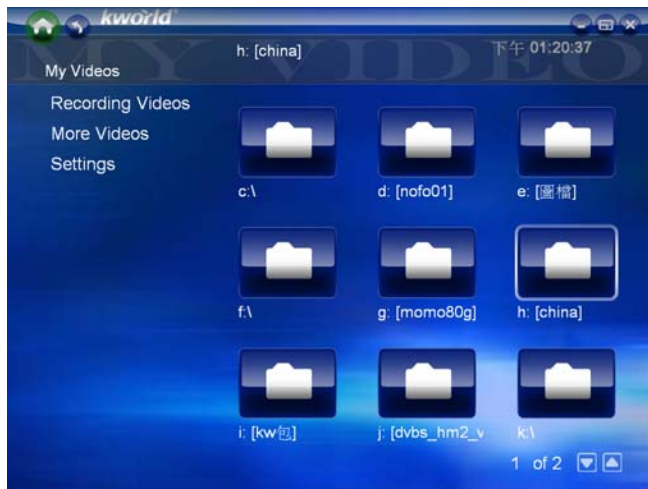 kworld
MY VIDEO
h: [china]
下午 01:20:37
My Videos
Recording Videos
More Videos
Settings
c:\
d: [nofo01]
e: [圖檔]
f:\
g: [momo80g]
h: [china]
i: [kw包]
j: [dvbs_hm2_v
k:\
1 of 2